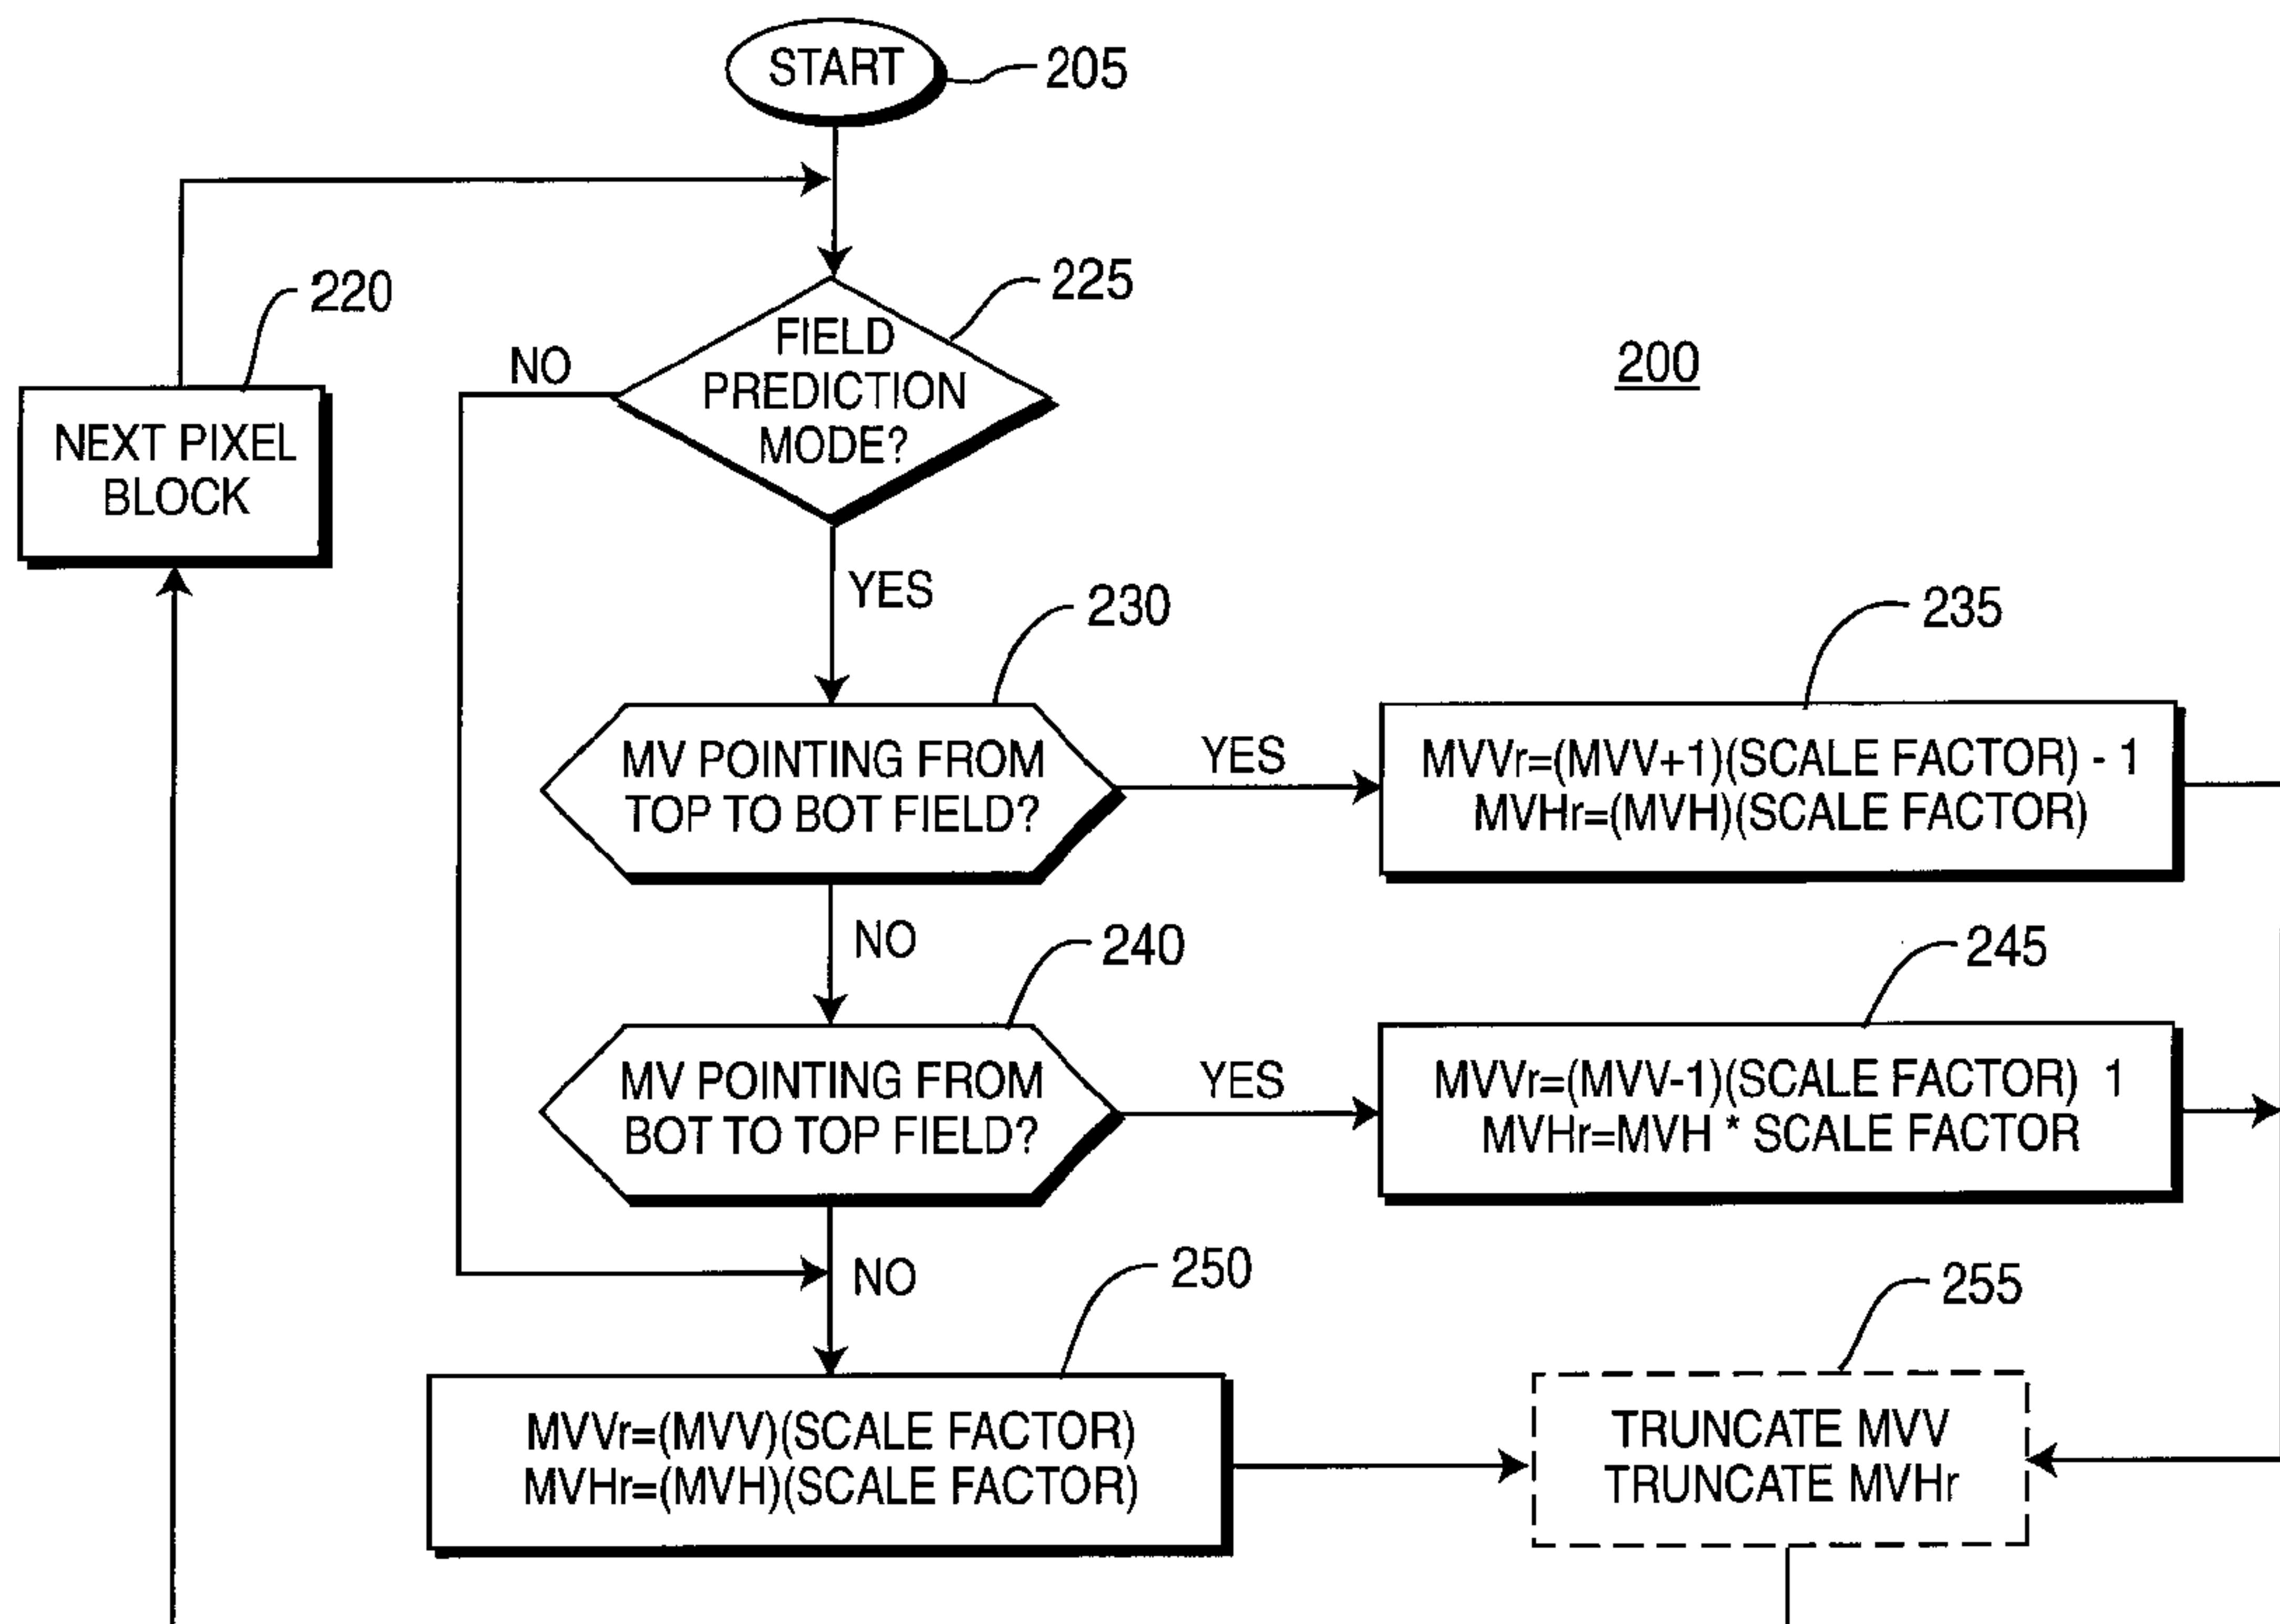 START
205
220
225
FIELD
PREDICTION
MODE?
NO
200
NEXT PIXEL
BLOCK
YES
230
235
MV POINTING FROM
TOP TO BOT FIELD?
YES
MVVr=(MVV+1)(SCALE FACTOR) - 1
MVHr=(MVH)(SCALE FACTOR)
NO
240
245
MV POINTING FROM
BOT TO TOP FIELD?
YES
MVVr=(MVV-1)(SCALE FACTOR) 1
MVHr=MVH * SCALE FACTOR
NO
250
255
MVVr=(MVV)(SCALE FACTOR)
MVHr=(MVH)(SCALE FACTOR)
TRUNCATE MVV
TRUNCATE MVHr